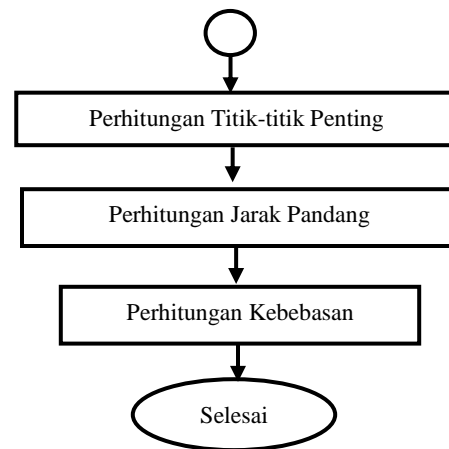 Perhitungan Titik-titik Penting
Perhitungan Jarak Pandang
Perhitungan Kebebasan
Selesai